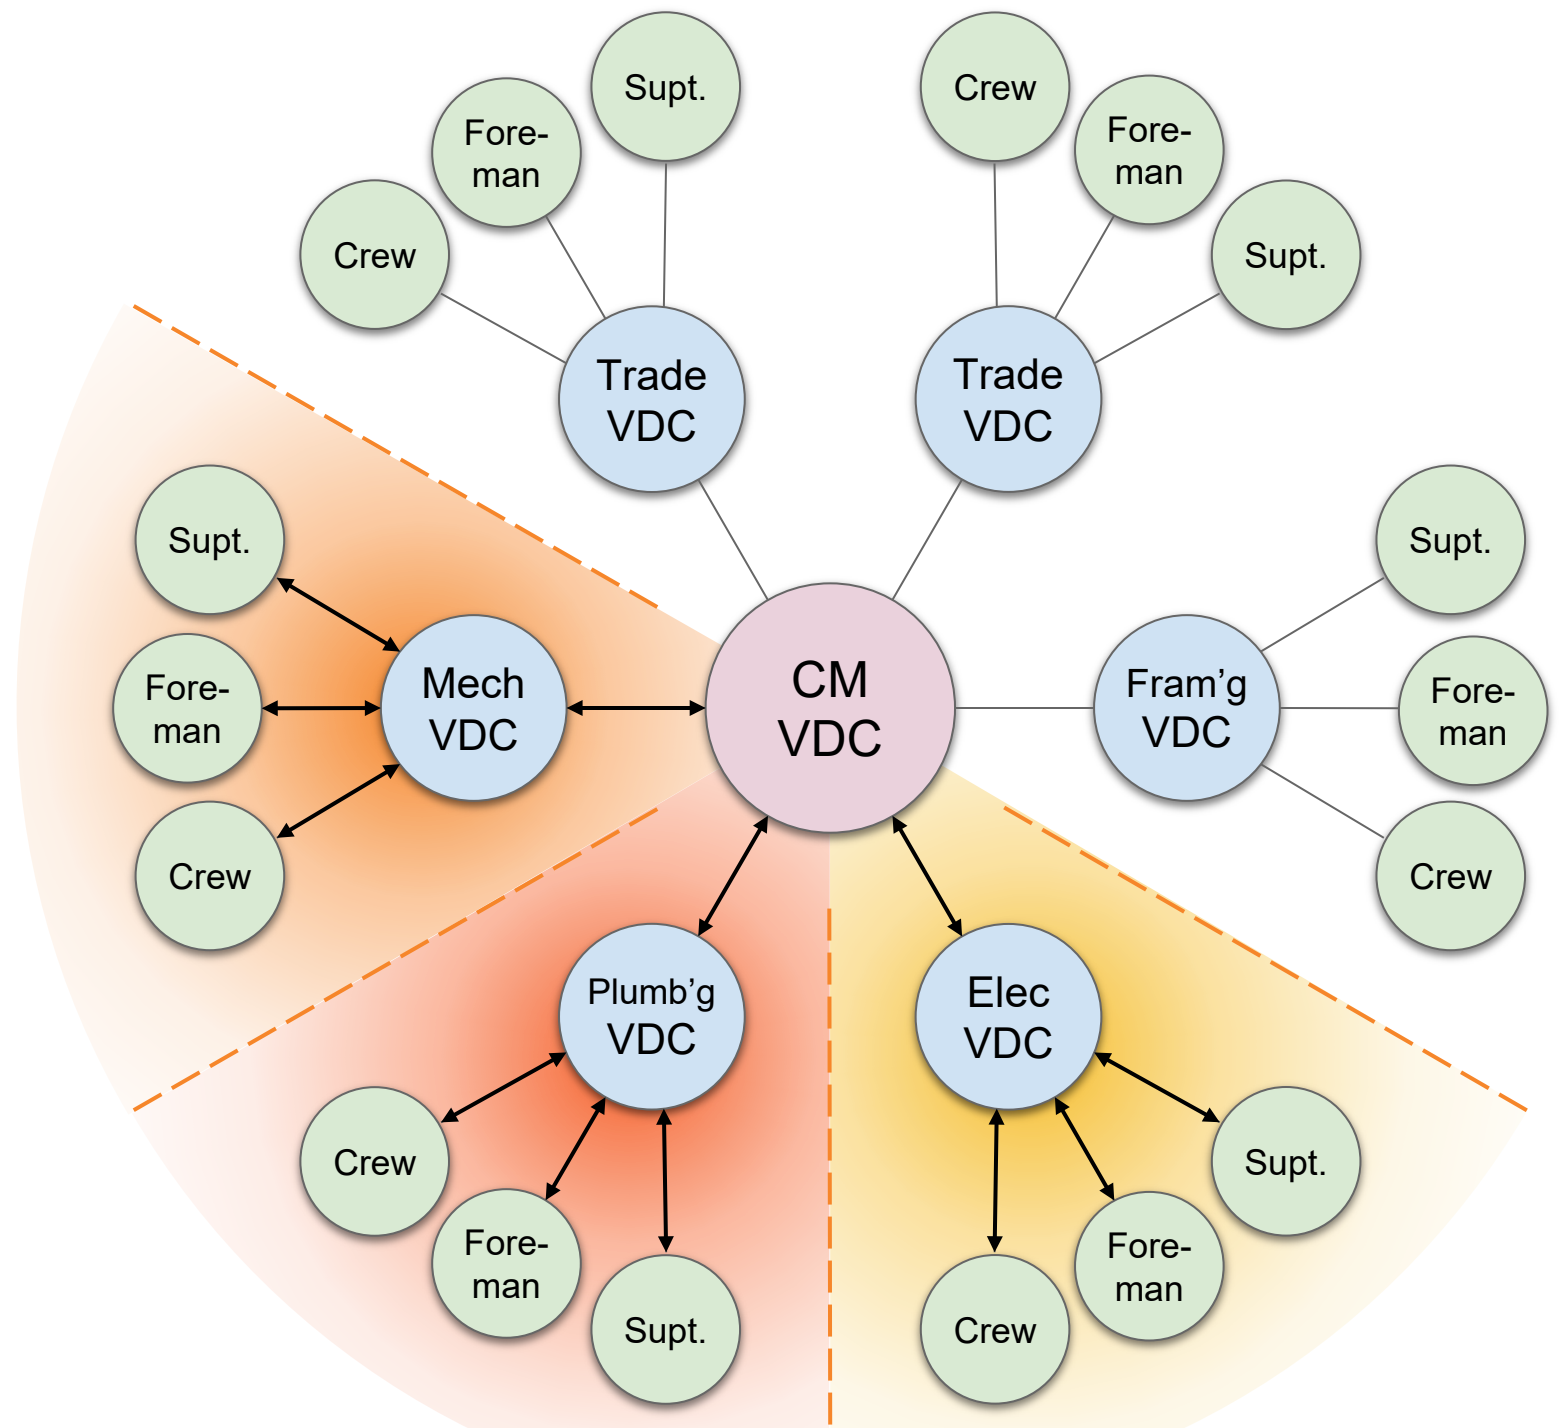 Supt.
Crew
Fore-
man
Fore-
man
Crew
Supt.
Trade
VDC
Trade
VDC
Supt.
Supt.
Mech
VDC
CM
VDC
Fram’g
VDC
Fore-
man
Fore-
man
Crew
Crew
Plumb’g
VDC
Elec
VDC
Crew
Supt.
Fore-
man
Fore-
man
Supt.
Crew